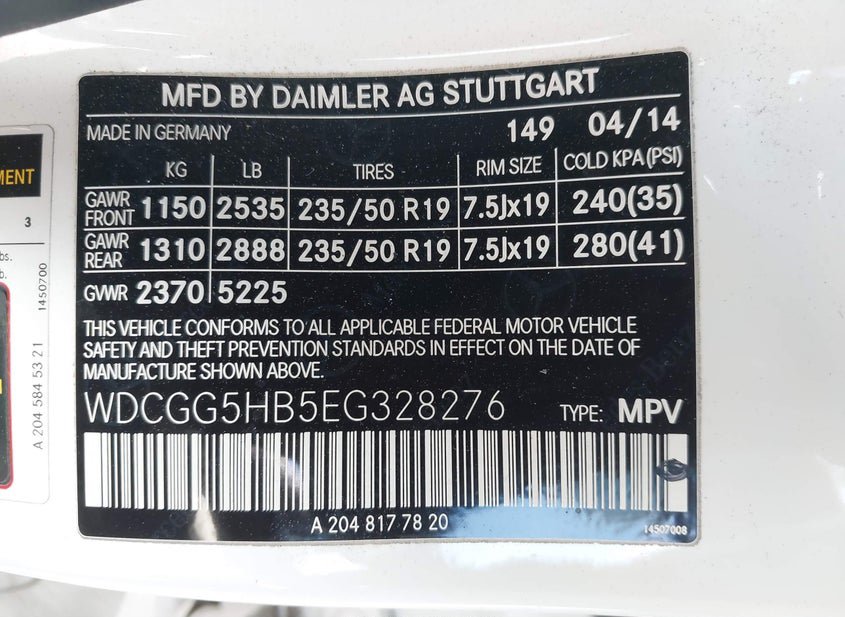 MFD BY DAIMLER AG STUTTGART
MADE IN GERMANY 149 04/14
KG LB TIRES RIM SIZE COLD KPA(PSI)
GAWR FRONT 1150 2535 235/50 R19 7.5Jx19 240(35)
GAWR REAR 1310 2888 235/50 R19 7.5Jx19 280(41)
GVWR 2370 5225
THIS VEHICLE CONFORMS TO ALL APPLICABLE FEDERAL MOTOR VEHICLE
SAFETY AND THEFT PREVENTION STANDARDS IN EFFECT ON THE DATE OF
MANUFACTURE SHOWN ABOVE.
WDCGG5HB5EG328276 TYPE: MPV
A 204 817 78 20
14507008
MENT
3
bs.
b.
1450700
A 204 584 53 21